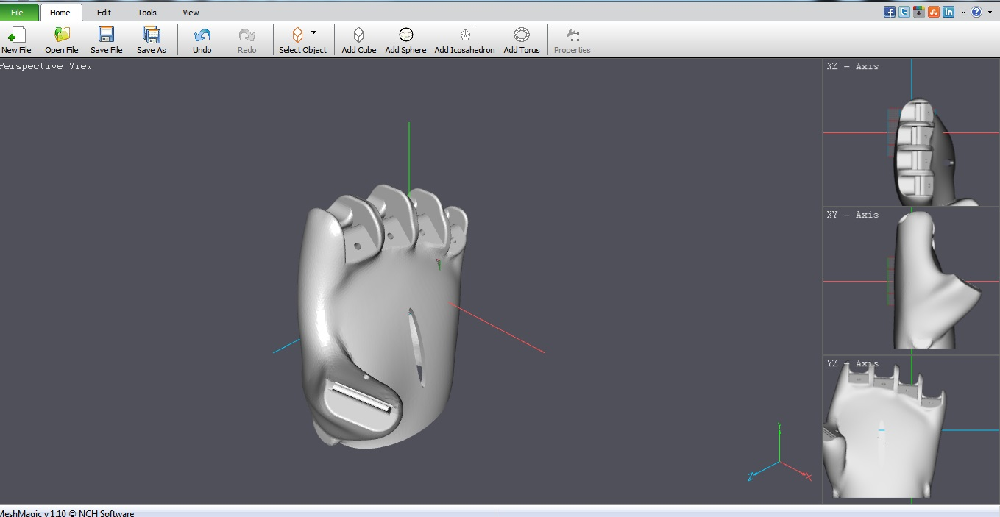 File Home Edit Tools View
New File Open File Save File Save As Undo Redo Select Object Add Cube Add Sphere Add Icosahedron Add Torus Properties
Perspective View
XZ - Axis
XY - Axis
YZ - Axis
Y
Z X
MeshMagic v 1.10 © NCH Software